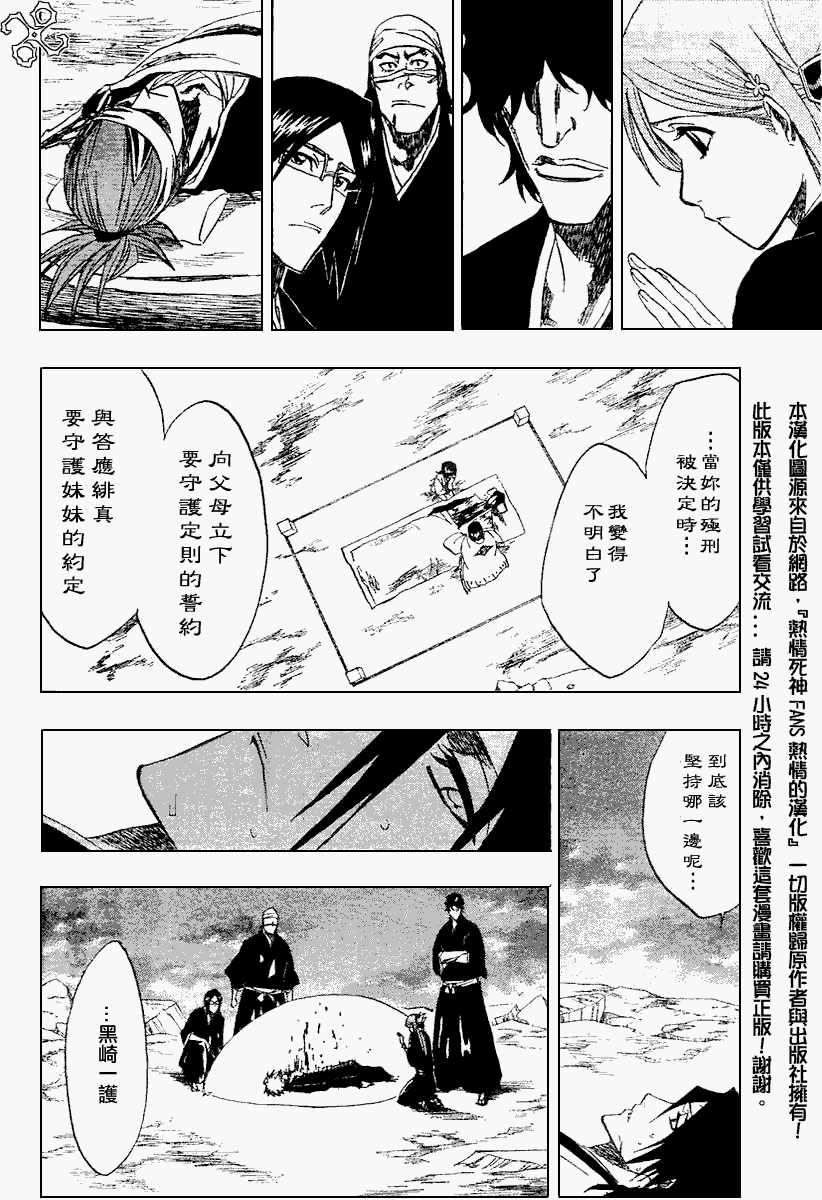 …當妳的殛刑
被決定時…
我變得
不明白了
向父母立下
要守護定則的誓約
與答應緋真
要守護妹妹的約定
到底該
堅持哪一邊呢…
…黑崎一護
本漢化圖源來自於網路，『熱情死神FANS熱情的漢化』一切版權歸原作者與出版社擁有！
此版本僅供學習試看交流… 請24小時之內消除，喜歡這套漫畫請購買正版！謝謝。